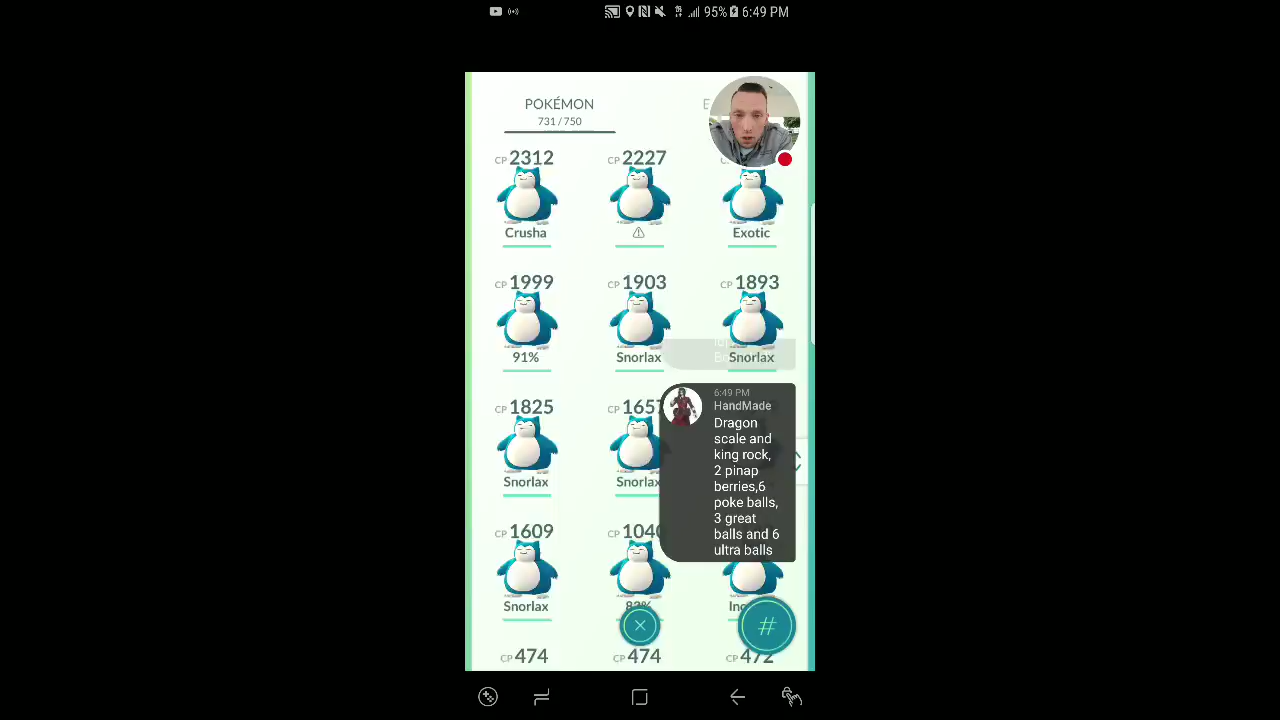 95% 6:49 PM
POKÉMON
E
731 / 750
CP 2312 CP 2227
Crusha Exotic
CP 1999 CP 1903 CP 1893
91% Snorlax Snorlax
CP 1825 CP 1657
Snorlax Snorlax
6:49 PM
HandMade
Dragon
scale and
king rock,
2 pinap
berries,6
poke balls,
3 great
balls and 6
ultra balls
CP 1609 CP 1040
Snorlax 82%
#
CP 474 CP 474 CP 472